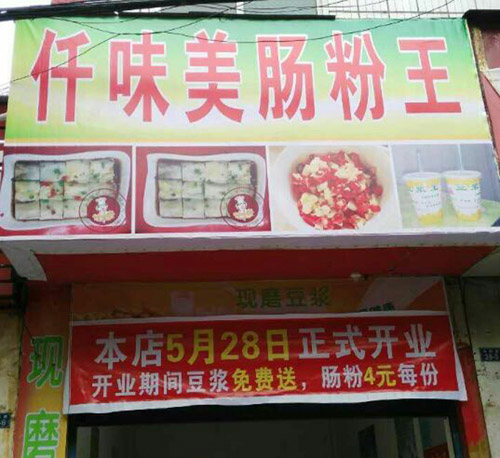 仟味美肠粉王
现磨豆浆
本店5月28日正式开业
开业期间豆浆免费送，肠粉4元每份
现磨